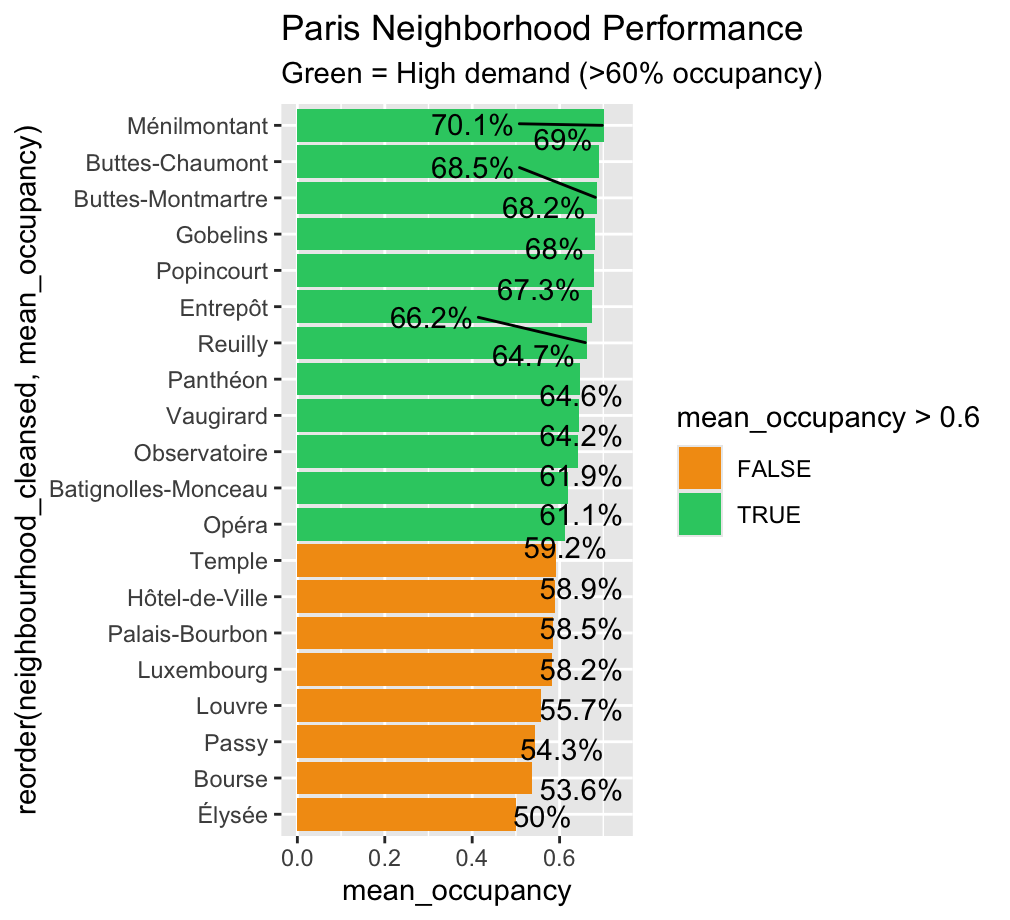 Paris Neighborhood Performance
Green = High demand (>60% occupancy)
reorder(neighbourhood_cleansed, mean_occupancy)
Ménilmontant
70.1%
69%
Buttes-Chaumont
68.5%
Buttes-Montmartre
68.2%
Gobelins
68%
Popincourt
67.3%
Entrepôt
66.2%
Reuilly
64.7%
Panthéon
64.6%
Vaugirard
64.2%
Observatoire
61.9%
Batignolles-Monceau
61.1%
Opéra
59.2%
Temple
58.9%
Hôtel-de-Ville
58.5%
Palais-Bourbon
58.2%
Luxembourg
55.7%
Louvre
54.3%
Passy
53.6%
Bourse
50%
Élysée
0.0 0.2 0.4 0.6
mean_occupancy
mean_occupancy > 0.6
FALSE
TRUE